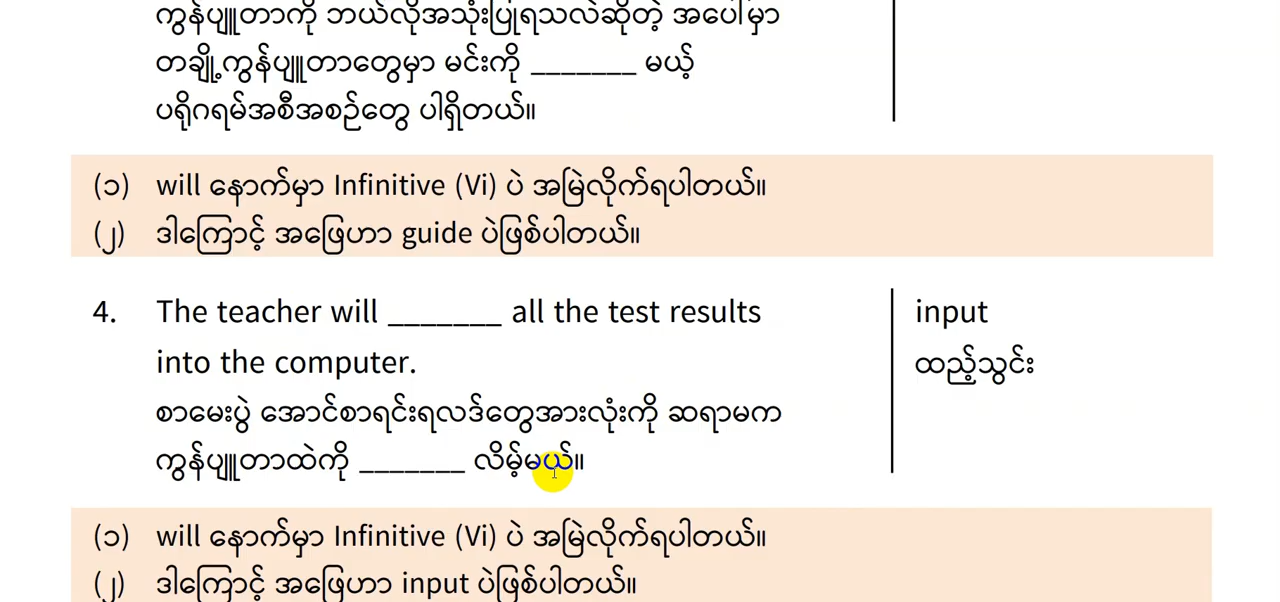 ကွန်ပျူတာကို ဘယ်လိုအသုံးပြုရသလဲဆိုတဲ့ အပေါ်မှာ
တချို့ကွန်ပျူတာတွေမှာ မင်းကို _______ မယ့်
ပရိုဂရမ်အစီအစဉ်တွေ ပါရှိတယ်။
(၁) will နောက်မှာ Infinitive (Vi) ပဲ အမြဲလိုက်ရပါတယ်။
(၂) ဒါကြောင့် အဖြေဟာ guide ပဲဖြစ်ပါတယ်။
4. The teacher will _______ all the test results
into the computer.
စာမေးပွဲ အောင်စာရင်းရလဒ်တွေအားလုံးကို ဆရာမက
ကွန်ပျူတာထဲကို _______ လိမ့်မယ်။
input
ထည့်သွင်း
(၁) will နောက်မှာ Infinitive (Vi) ပဲ အမြဲလိုက်ရပါတယ်။
(၂) ဒါကြောင့် အဖြေဟာ input ပဲဖြစ်ပါတယ်။